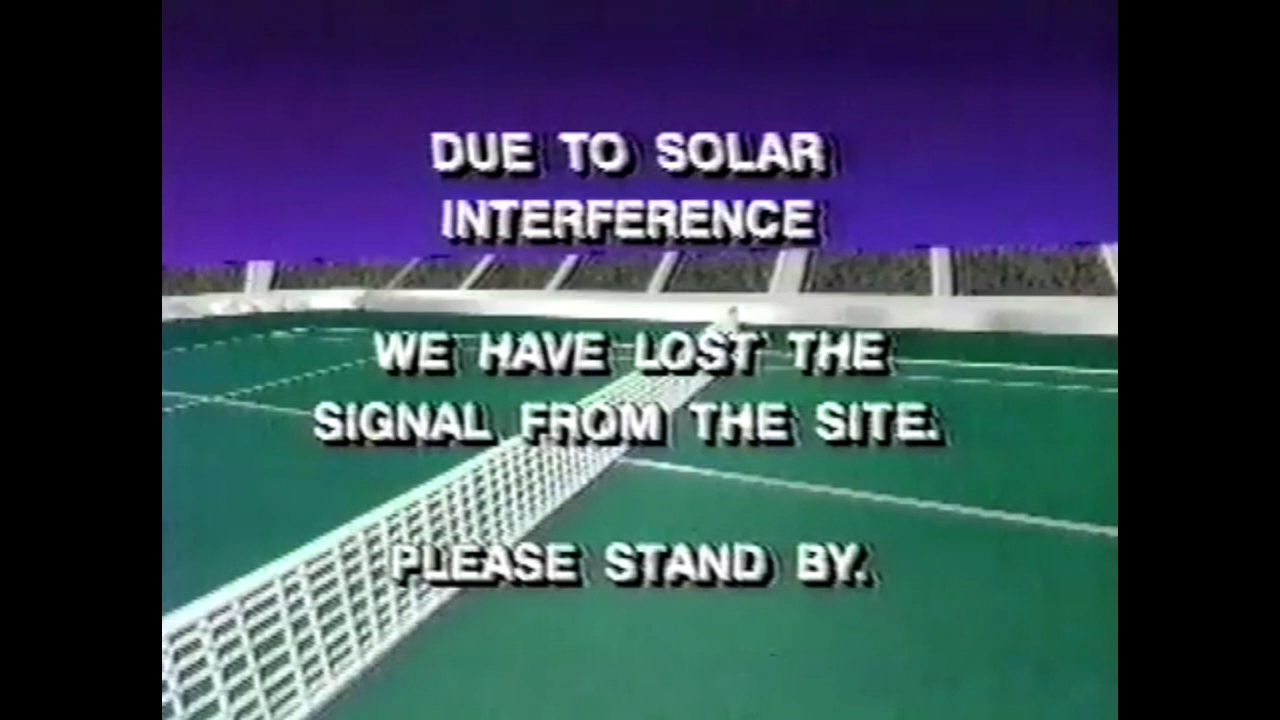 DUE TO SOLAR
INTERFERENCE
WE HAVE LOST THE
SIGNAL FROM THE SITE.
PLEASE STAND BY.